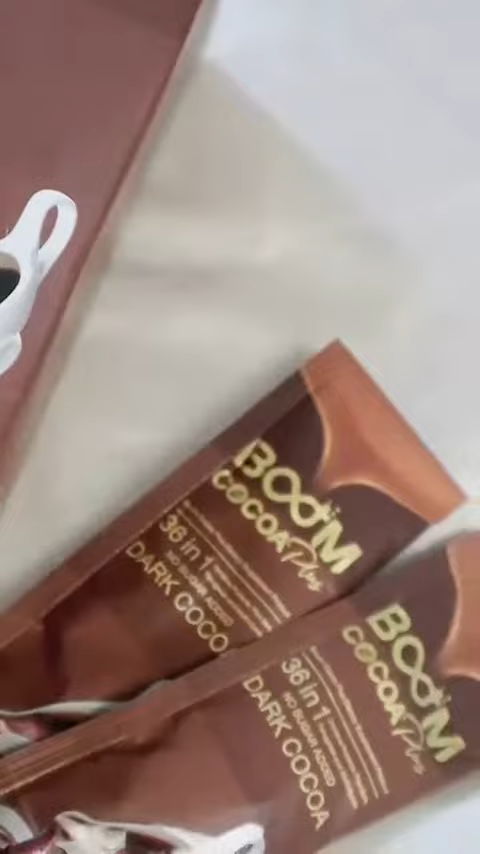 BOOM
COCOA Plus
36 in 1
NO SUGAR ADDED
DARK COCO
BOOM
COCOA Plus
36 in 1
NO SUGAR ADDED
DARK COCOA